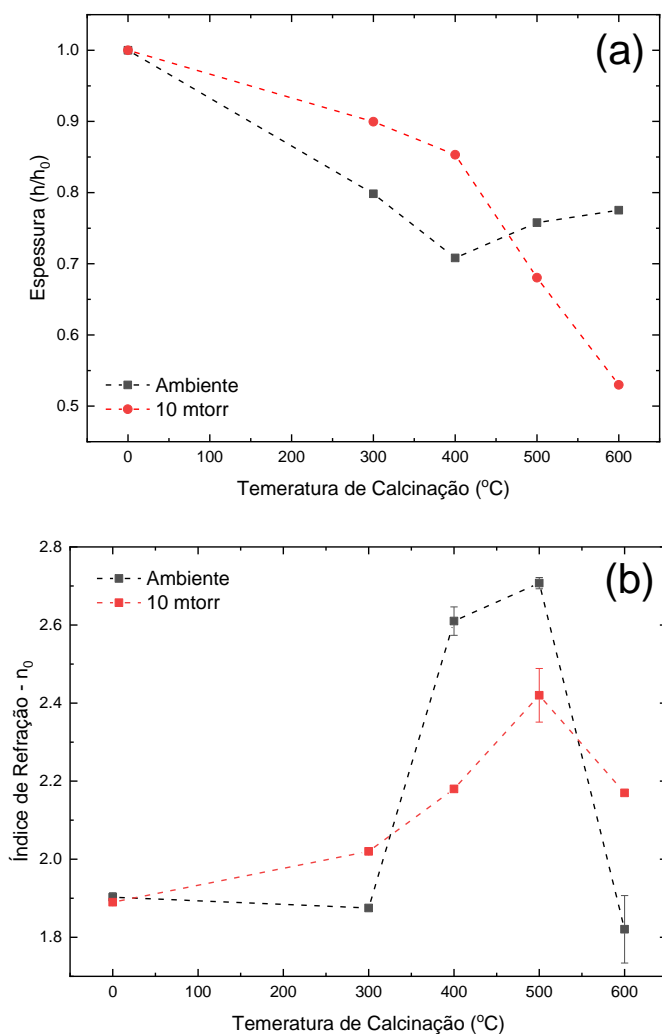 (a)
1.0
0.9
0.8
0.7
0.6
0.5
Espessura (h/h₀)
Ambiente
10 mtorr
0 100 200 300 400 500 600
Temeratura de Calcinação (ºC)
(b)
2.8
2.6
2.4
2.2
2.0
1.8
Índice de Refração - n₀
Ambiente
10 mtorr
0 100 200 300 400 500 600
Temeratura de Calcinação (ºC)